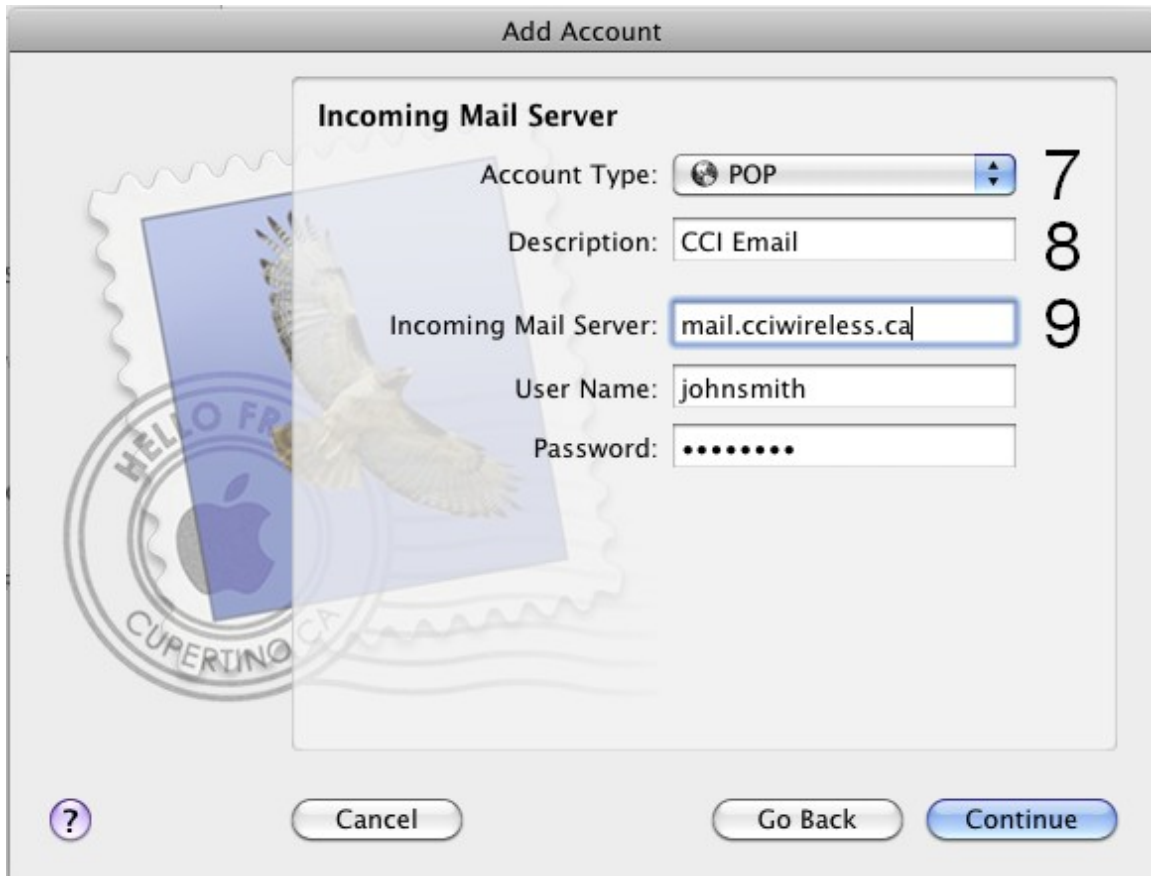 Add Account
Incoming Mail Server
Account Type: POP 7
Description: CCI Email 8
Incoming Mail Server: mail.cciwireless.ca 9
User Name: johnsmith
Password: ••••••••
HELLO FR
CUPERTINO CA
? Cancel Go Back Continue